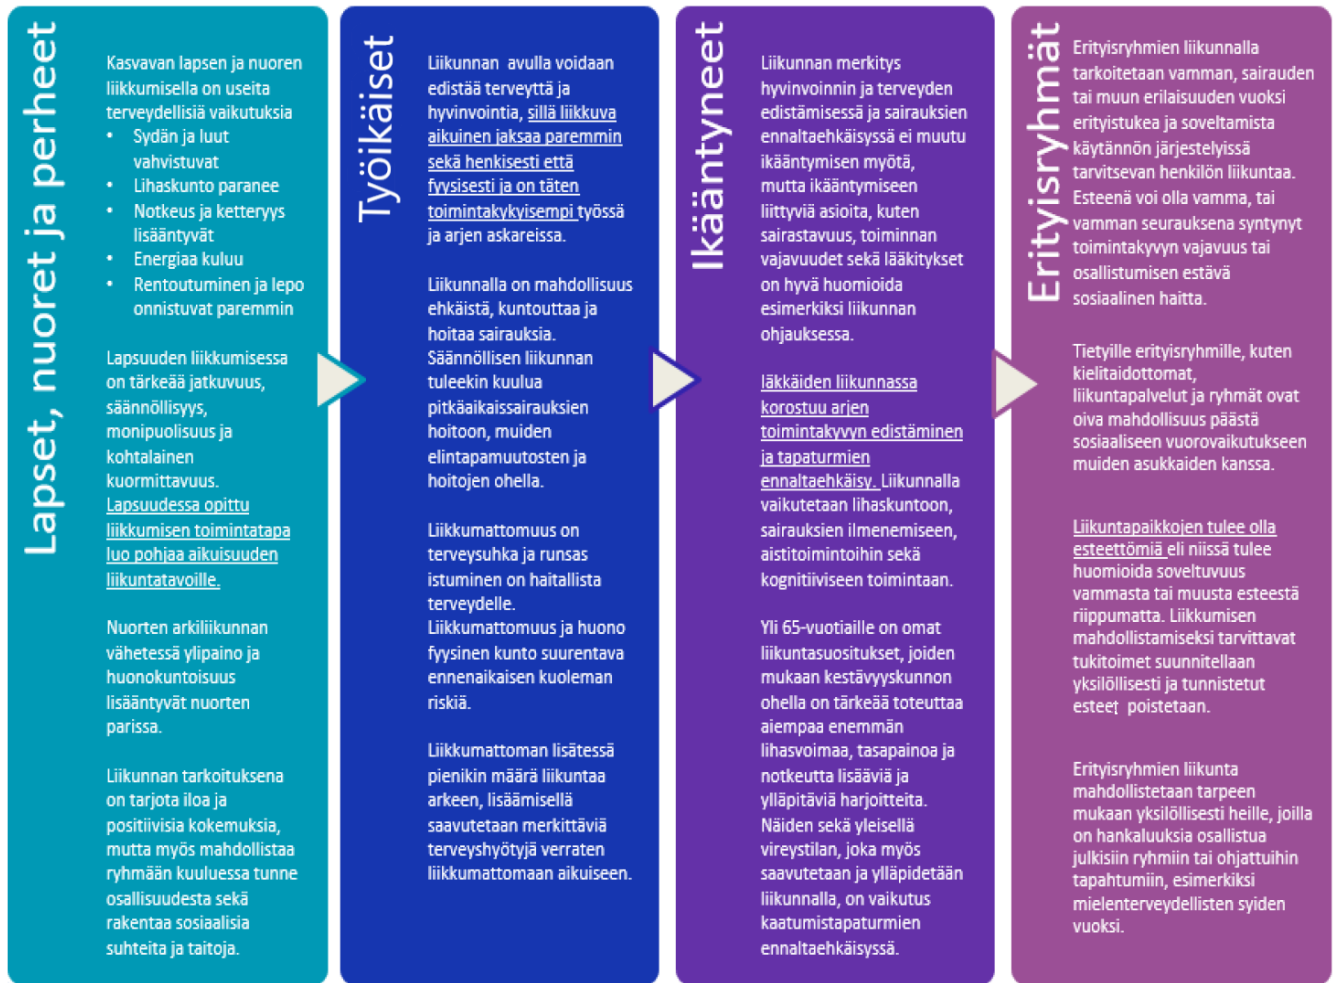 Lapset, nuoret ja perheet
Kasvavan lapsen ja nuoren
liikkumisella on useita
terveydellisiä vaikutuksia
• Sydän ja luut
vahvistuvat
• Lihaskunto paranee
• Notkeus ja ketteryys
lisääntyvät
• Energiaa kuluu
• Rentoutuminen ja lepo
onnistuvat paremmin
Lapsuuden liikkumisessa
on tärkeää jatkuvuus,
säännöllisyys,
monipuolisuus ja
kohtalainen
kuormittavuus.
Lapsuudessa opittu
liikkumisen toimintatapa
luo pohjaa aikuisuuden
liikuntatavoille.
Nuorten arkiliikunnan
vähetessä ylipaino ja
huonokuntoisuus
lisääntyvät nuorten
parissa.
Liikunnan tarkoituksena
on tarjota iloa ja
positiivisia kokemuksia,
mutta myös mahdollistaa
ryhmään kuuluessa tunne
osallisuudesta sekä
rakentaa sosiaalisia
suhteita ja taitoja.
Työikäiset
Liikunnan avulla voidaan
edistää terveyttä ja
hyvinvointia, sillä liikkuva
aikuinen jaksaa paremmin
sekä henkisesti että
fyysisesti ja on täten
toimintakykyisempi työssä
ja arjen askareissa.
Liikunnalla on mahdollisuus
ehkäistä, kuntouttaa ja
hoitaa sairauksia.
Säännöllisen liikunnan
tuleekin kuulua
pitkäaikaissairauksien
hoitoon, muiden
elintapamuutosten ja
hoitojen ohella.
Liikkumattomuus on
terveysuhka ja runsas
istuminen on haitallista
terveydelle.
Liikkumattomuus ja huono
fyysinen kunto suurentava
ennenaikaisen kuoleman
riskiä.
Liikkumattoman lisätessä
pienikin määrä liikuntaa
arkeen, lisäämisellä
saavutetaan merkittäviä
terveyshyötyjä verraten
liikkumattomaan aikuiseen.
Ikääntyneet
Liikunnan merkitys
hyvinvoinnin ja terveyden
edistämisessä ja sairauksien
ennaltaehkäisyssä ei muutu
ikääntymisen myötä,
mutta ikääntymiseen
liittyviä asioita, kuten
sairastavuus, toiminnan
vajavuudet sekä lääkitykset
on hyvä huomioida
esimerkiksi liikunnan
ohjauksessa.
Iäkkäiden liikunnassa
korostuu arjen
toimintakyvyn edistäminen
ja tapaturmien
ennaltaehkäisy. Liikunnalla
vaikutetaan lihaskuntoon,
sairauksien ilmenemiseen,
aistitoimintoihin sekä
kognitiiviseen toimintaan.
Yli 65-vuotiaille on omat
liikuntasuositukset, joiden
mukaan kestävyyskunnon
ohella on tärkeää toteuttaa
aiempaa enemmän
lihasvoimaa, tasapainoa ja
notkeutta lisääviä ja
ylläpitäviä harjoitteita.
Näiden sekä yleisellä
vireystilan, joka myös
saavutetaan ja ylläpidetään
liikunnalla, on vaikutus
kaatumistapaturmien
ennaltaehkäisyssä.
Erityisryhmät
Erityisryhmien liikunnalla
tarkoitetaan vamman, sairauden
tai muun erilaisuuden vuoksi
erityistukea ja soveltamista
käytännön järjestelyissä
tarvitsevan henkilön liikuntaa.
Esteenä voi olla vamma, tai
vamman seurauksena syntynyt
toimintakyvyn vajavuus tai
osallistumisen estävä
sosiaalinen haitta.
Tietyille erityisryhmille, kuten
kielitaidottomat,
liikuntapalvelut ja ryhmät ovat
oiva mahdollisuus päästä
sosiaaliseen vuorovaikutukseen
muiden asukkaiden kanssa.
Liikuntapaikkojen tulee olla
esteettömiä eli niissä tulee
huomioida soveltuvuus
vammasta tai muusta esteestä
riippumatta. Liikkumisen
mahdollistamiseksi tarvittavat
tukitoimet suunnitellaan
yksilöllisesti ja tunnistetut
esteet poistetaan.
Erityisryhmien liikunta
mahdollistetaan tarpeen
mukaan yksilöllisesti heille, joilla
on hankaluuksia osallistua
julkisiin ryhmiin tai ohjattuihin
tapahtumiin, esimerkiksi
mielenterveydellisten syiden
vuoksi.